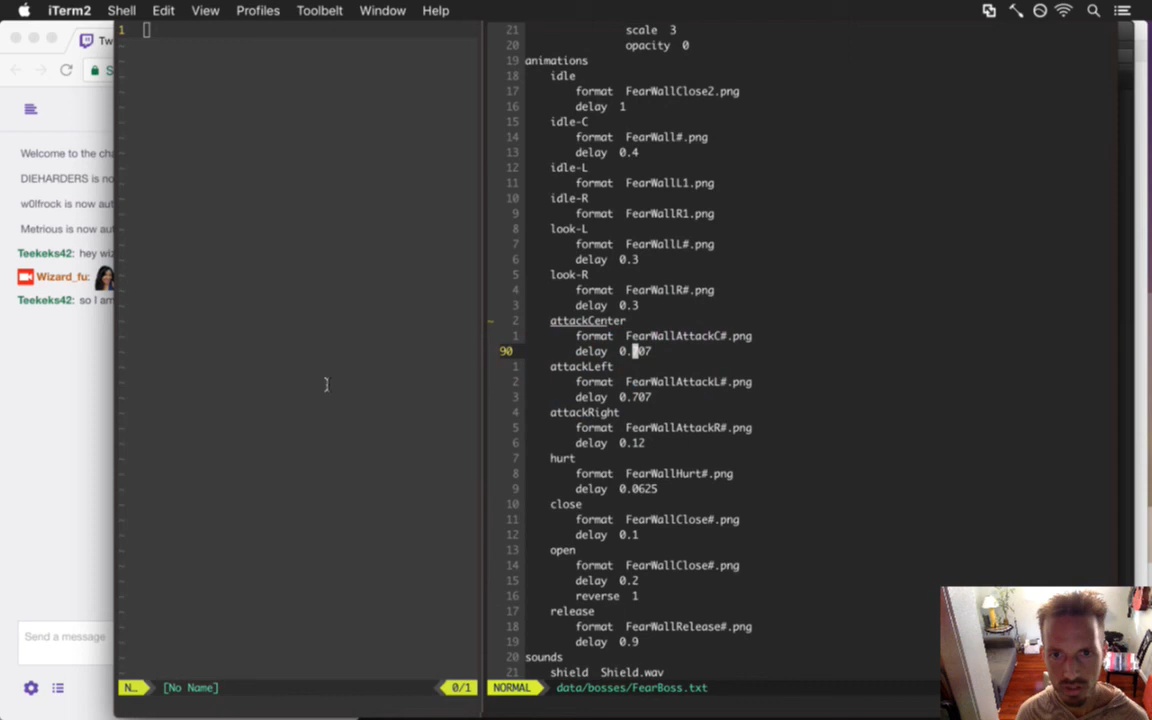 iTerm2 Shell Edit View Profiles Toolbelt Window Help
Tw
S
Welcome to the cha
DIEHARDERS is no
w0lfrock is now aut
Metrious is now aut
Teekeks42: hey wiz
Wizard_fu:
Teekeks42: so I am
Send a message
1
N... [No Name] 0/1
21 scale 3
20 opacity 0
19 animations
18 idle
17 format FearWallClose2.png
16 delay 1
15 idle-C
14 format FearWall#.png
13 delay 0.4
12 idle-L
11 format FearWallL1.png
10 idle-R
9 format FearWallR1.png
8 look-L
7 format FearWallL#.png
6 delay 0.3
5 look-R
4 format FearWallR#.png
3 delay 0.3
~ 2 attackCenter
1 format FearWallAttackC#.png
90 delay 0.707
1 attackLeft
2 format FearWallAttackL#.png
3 delay 0.707
4 attackRight
5 format FearWallAttackR#.png
6 delay 0.12
7 hurt
8 format FearWallHurt#.png
9 delay 0.0625
10 close
11 format FearWallClose#.png
12 delay 0.1
13 open
14 format FearWallClose#.png
15 delay 0.2
16 reverse 1
17 release
18 format FearWallRelease#.png
19 delay 0.9
20 sounds
21 shield Shield.wav
NORMAL data/bosses/FearBoss.txt